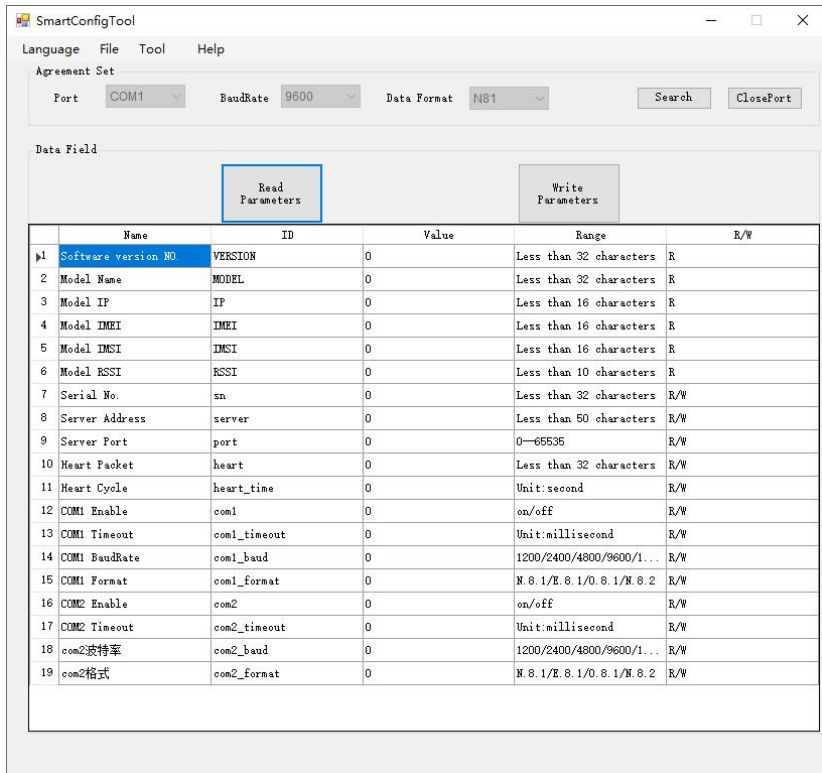 SmartConfigTool
Language File Tool Help
Agreement Set
Port COM1 BaudRate 9600 Data Format N81 Search ClosePort
Data Field
Read Parameters Write Parameters
Name ID Value Range R/W
1 Software version NO. VERSION 0 Less than 32 characters R
2 Model Name MODEL 0 Less than 32 characters R
3 Model IP IP 0 Less than 16 characters R
4 Model IMEI IMEI 0 Less than 16 characters R
5 Model IMSI IMSI 0 Less than 16 characters R
6 Model RSSI RSSI 0 Less than 10 characters R
7 Serial No. sn 0 Less than 32 characters R/W
8 Server Address server 0 Less than 50 characters R/W
9 Server Port port 0 0—65535 R/W
10 Heart Packet heart 0 Less than 32 characters R/W
11 Heart Cycle heart_time 0 Unit:second R/W
12 COM1 Enable com1 0 on/off R/W
13 COM1 Timeout com1_timeout 0 Unit:millisecond R/W
14 COM1 BaudRate com1_baud 0 1200/2400/4800/9600/1... R/W
15 COM1 Format com1_format 0 N.8.1/E.8.1/O.8.1/N.8.2 R/W
16 COM2 Enable com2 0 on/off R/W
17 COM2 Timeout com2_timeout 0 Unit:millisecond R/W
18 com2波特率 com2_baud 0 1200/2400/4800/9600/1... R/W
19 com2格式 com2_format 0 N.8.1/E.8.1/O.8.1/N.8.2 R/W